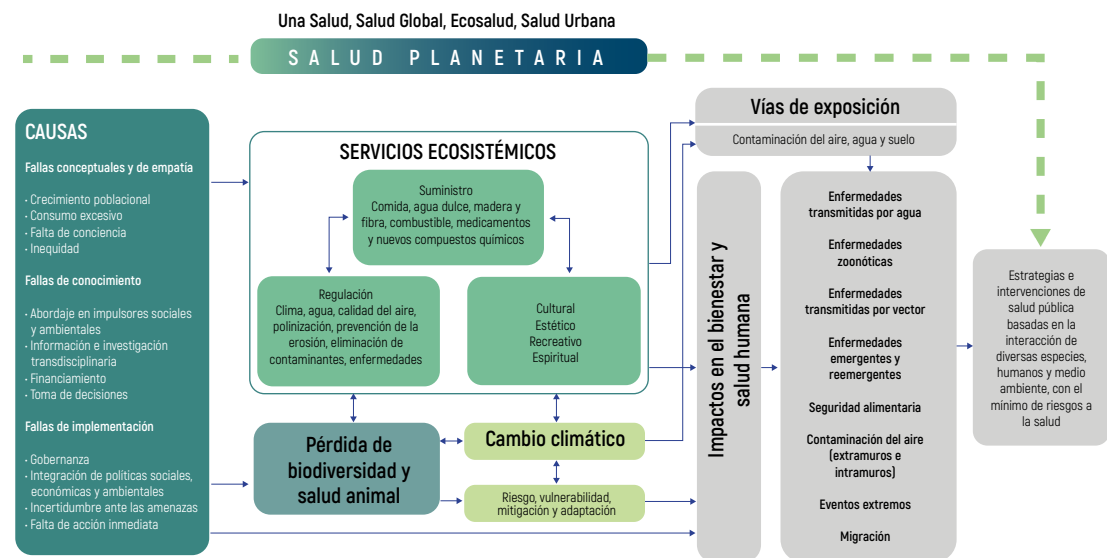 Una Salud, Salud Global, Ecosalud, Salud Urbana
SALUD PLANETARIA
CAUSAS
Fallas conceptuales y de empatía
· Crecimiento poblacional
· Consumo excesivo
· Falta de conciencia
· Inequidad
Fallas de conocimiento
· Abordaje en impulsores sociales
y ambientales
· Información e investigación
transdisciplinaria
· Financiamiento
· Toma de decisiones
Fallas de implementación
· Gobernanza
· Integración de políticas sociales,
económicas y ambientales
· Incertidumbre ante las amenazas
· Falta de acción inmediata
SERVICIOS ECOSISTÉMICOS
Suministro
Comida, agua dulce, madera y
fibra, combustible, medicamentos
y nuevos compuestos químicos
Regulación
Clima, agua, calidad del aire,
polinización, prevención de la
erosión, eliminación de
contaminantes, enfermedades
Cultural
Estético
Recreativo
Espiritual
Pérdida de
biodiversidad y
salud animal
Cambio climático
Riesgo, vulnerabilidad,
mitigación y adaptación
Vías de exposición
Contaminación del aire, agua y suelo
Impactos en el bienestar y
salud humana
Enfermedades
transmitidas por agua
Enfermedades
zoonóticas
Enfermedades
transmitidas por vector
Enfermedades
emergentes y
reemergentes
Seguridad alimentaria
Contaminación del aire
(extramuros e
intramuros)
Eventos extremos
Migración
Estrategias e
intervenciones de
salud pública
basadas en la
interacción de
diversas especies,
humanos y medio
ambiente, con el
mínimo de riesgos a
la salud